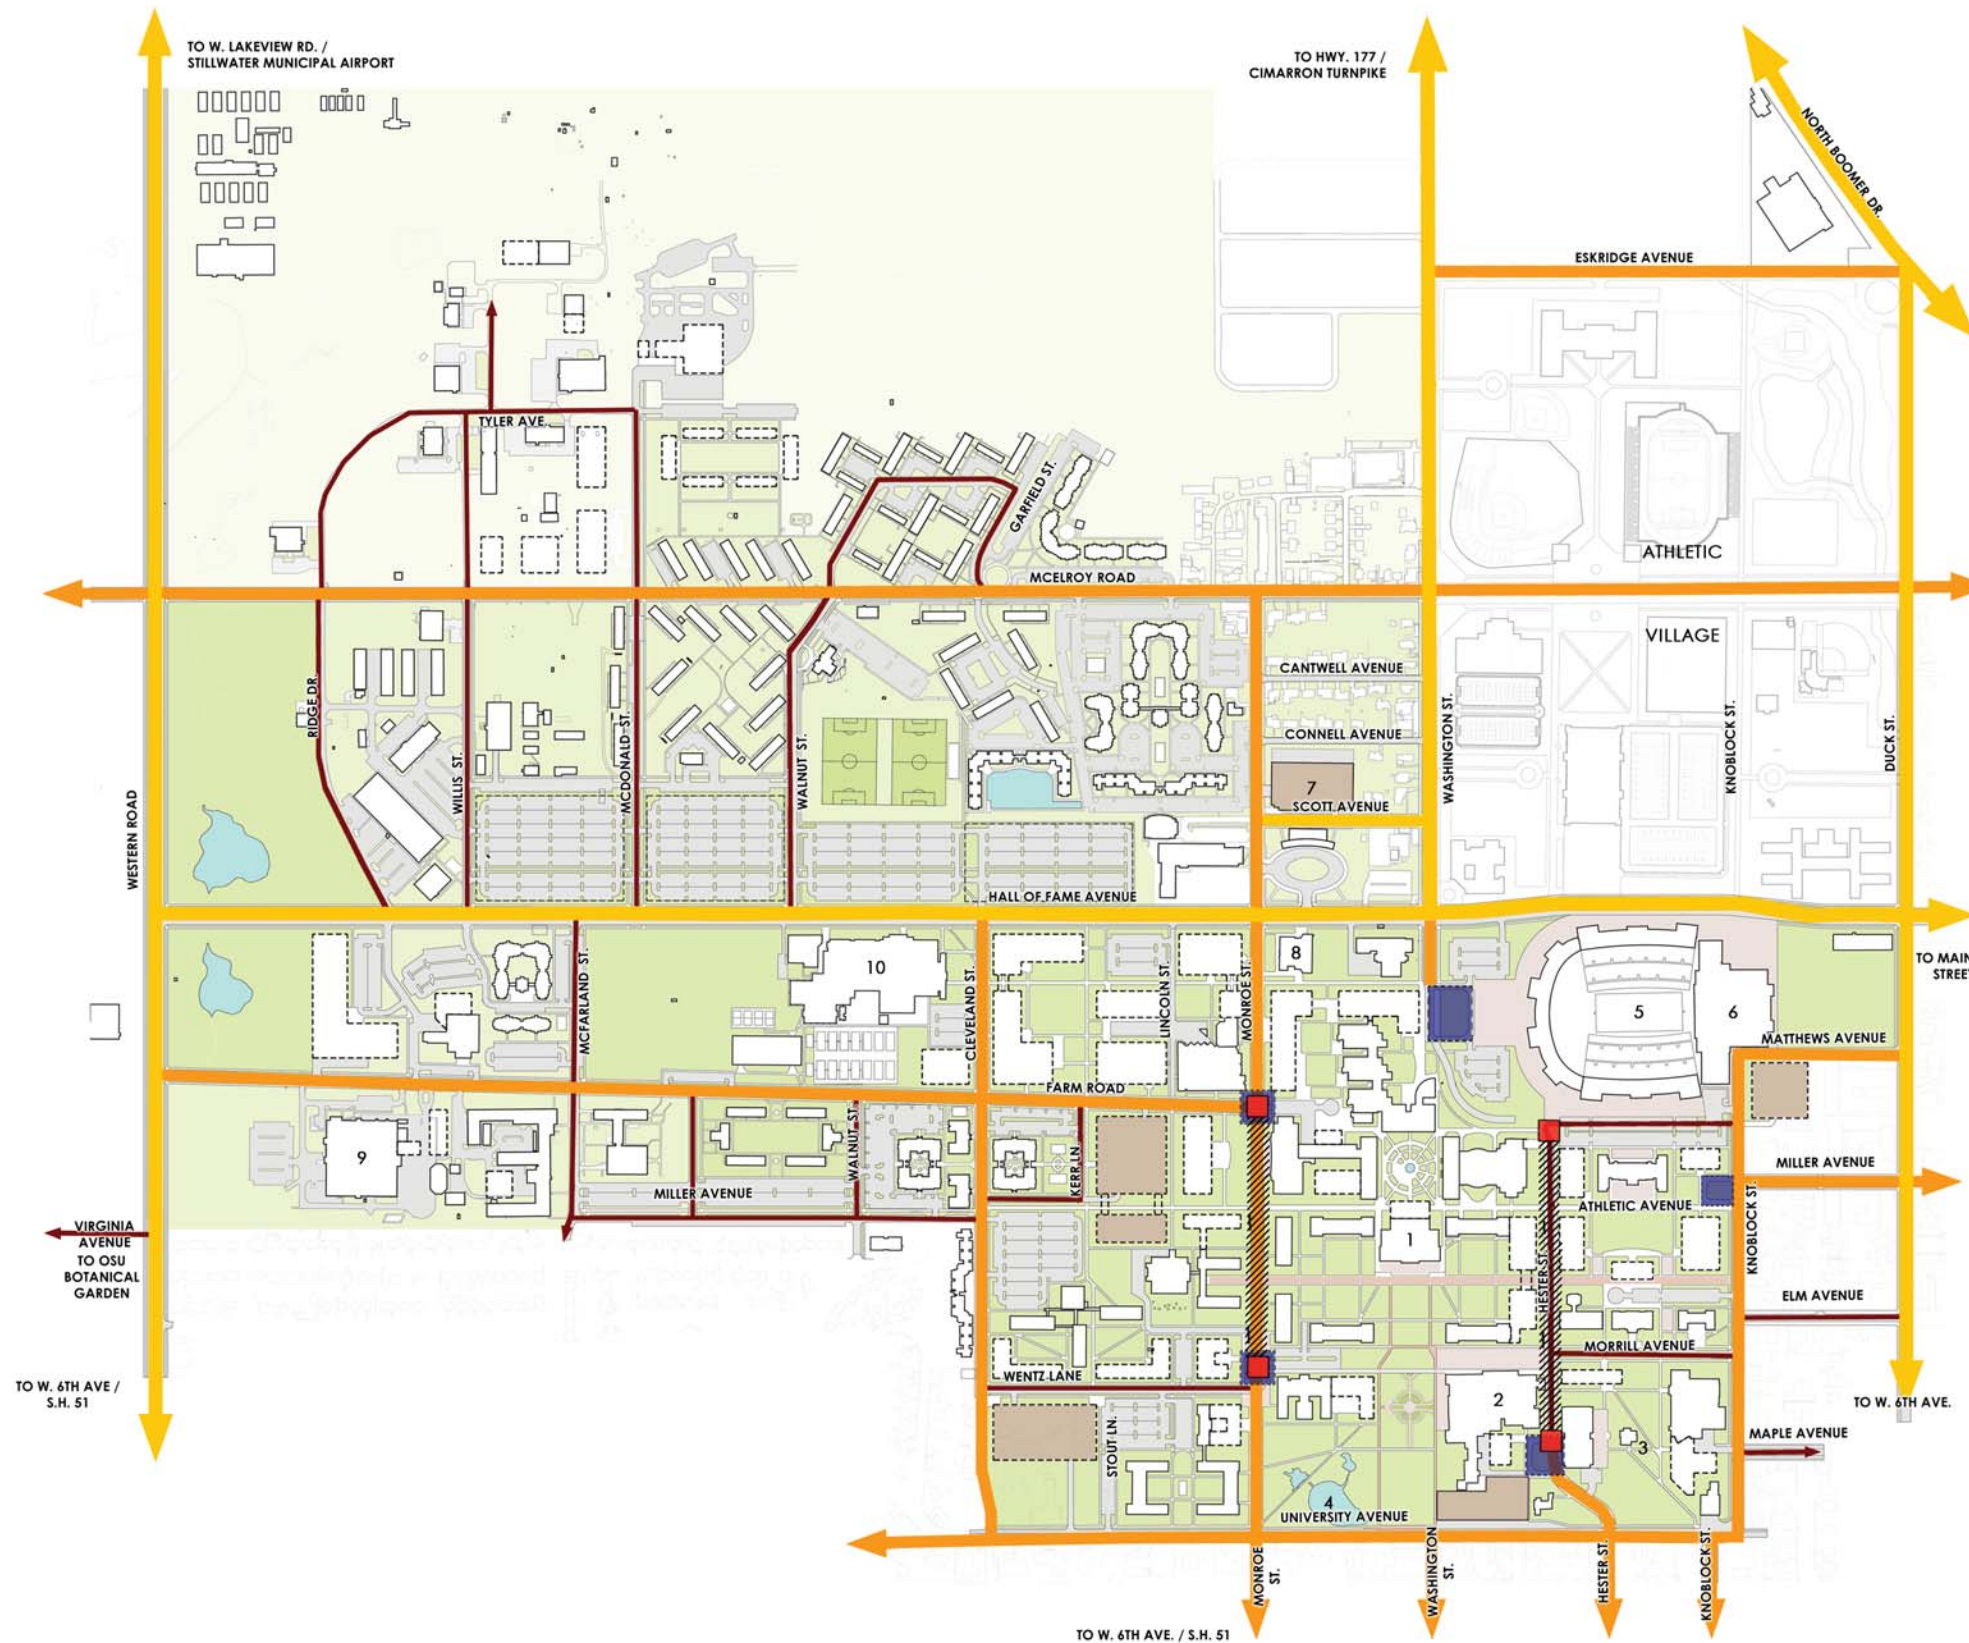 TO W. LAKEVIEW RD. /
STILLWATER MUNICIPAL AIRPORT
TO HWY. 177 /
CIMARRON TURNPIKE
NORTH BOOMER DR.
ESKRIDGE AVENUE
TYLER AVE.
GARFIELD ST.
ATHLETIC
MCELROY ROAD
VILLAGE
CANTWELL AVENUE
RIDGE DR.
WILLIS ST.
MCDONALD ST.
WALNUT ST.
CONNELL AVENUE
WASHINGTON ST.
KNOBLOCK ST.
DUCK ST.
7
SCOTT AVENUE
WESTERN ROAD
HALL OF FAME AVENUE
MCFARLAND ST.
10
CLEVELAND ST.
LINCOLN ST.
MONROE ST.
8
5
6
TO MAIN
STREET
MATTHEWS AVENUE
FARM ROAD
9
WALNUT ST.
KERR LN.
MILLER AVENUE
MILLER AVENUE
ATHLETIC AVENUE
KNOBLOCK ST.
VIRGINIA
AVENUE
TO OSU
BOTANICAL
GARDEN
1
HESTER ST.
ELM AVENUE
MORRILL AVENUE
WENTZ LANE
TO W. 6TH AVE /
S.H. 51
2
TO W. 6TH AVE.
STOUT LN.
3
MAPLE AVENUE
4
UNIVERSITY AVENUE
MONROE
ST.
WASHINGTON
ST.
HESTER ST.
KNOBLOCK ST.
TO W. 6TH AVE. / S.H. 51